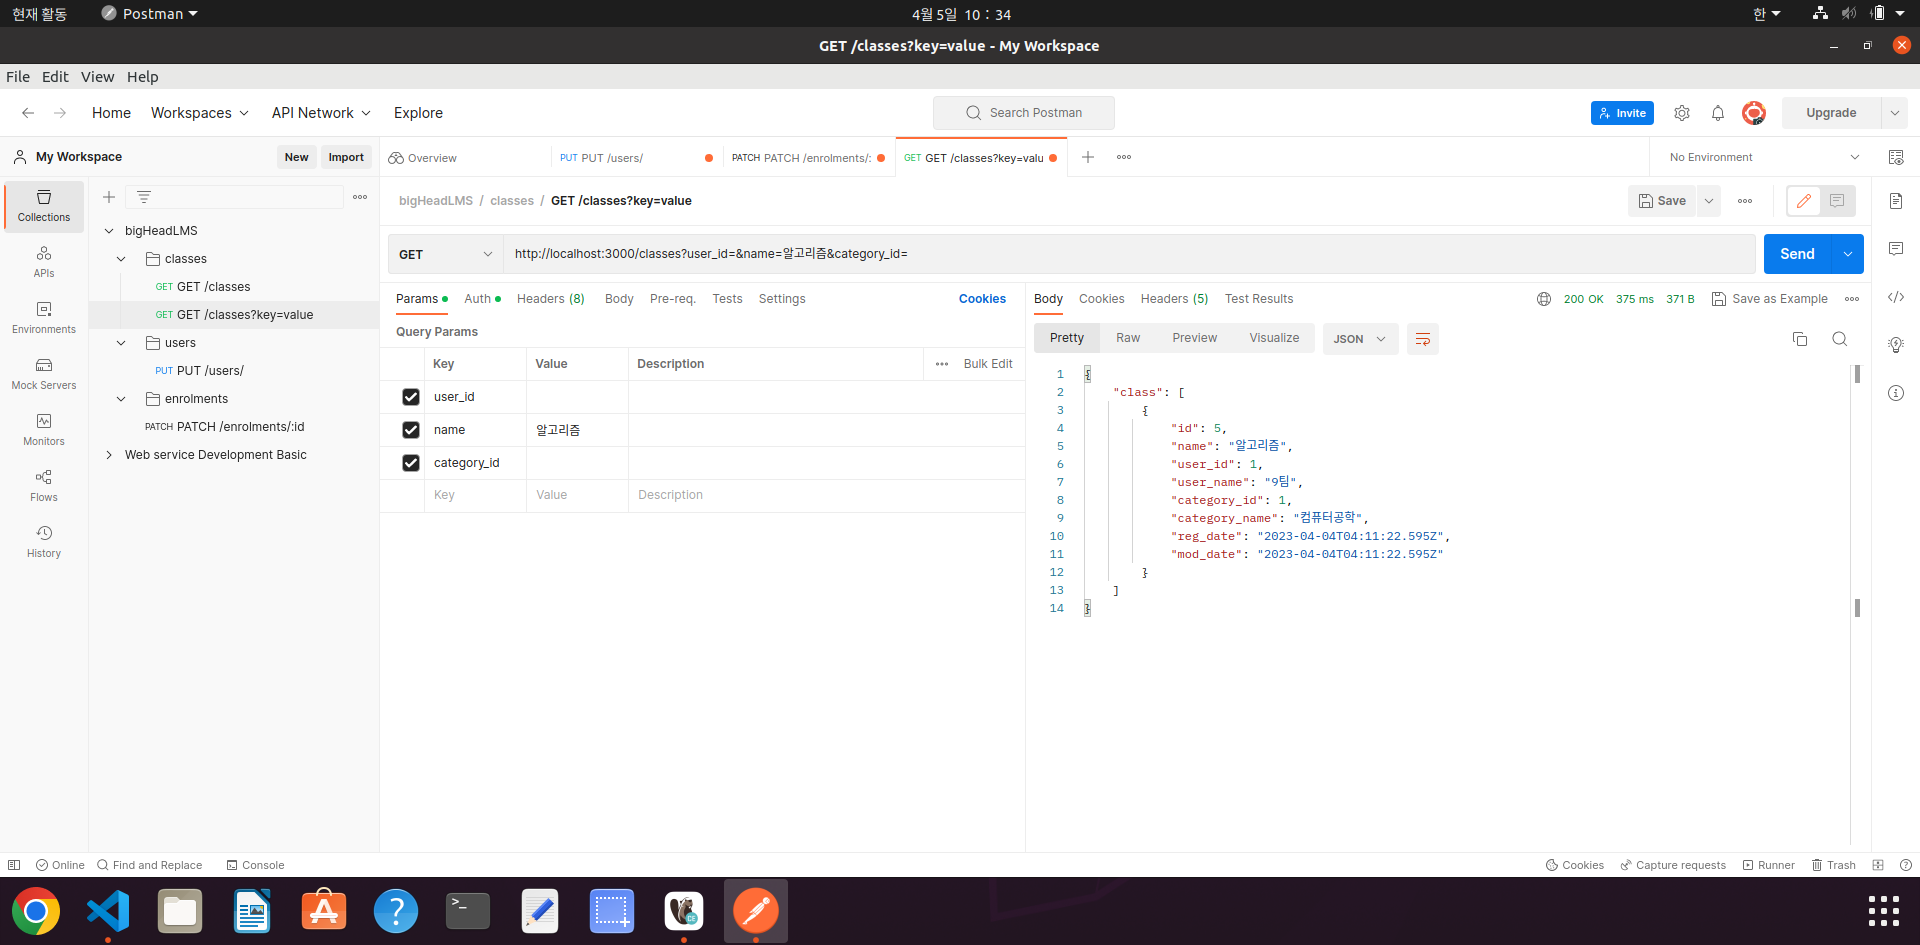 현재 활동 Postman 4월 5일 10 : 34 한
GET /classes?key=value - My Workspace
File Edit View Help
Home Workspaces API Network Explore Search Postman Invite Upgrade
My Workspace New Import Overview PUT PUT /users/ PATCH PATCH /enrolments/: GET GET /classes?key=valu No Environment
bigHeadLMS / classes / GET /classes?key=value Save
Collections
APIs
Environments
Mock Servers
Monitors
Flows
History
bigHeadLMS
classes
GET GET /classes
GET GET /classes?key=value
users
PUT PUT /users/
enrolments
PATCH PATCH /enrolments/:id
Web service Development Basic
GET http://localhost:3000/classes?user_id=&name=알고리즘&category_id= Send
Params Auth Headers (8) Body Pre-req. Tests Settings Cookies
Query Params
Key Value Description Bulk Edit
user_id
name 알고리즘
category_id
Key Value Description
Body Cookies Headers (5) Test Results 200 OK 375 ms 371 B Save as Example
Pretty Raw Preview Visualize JSON
1 {
2 "class": [
3 {
4 "id": 5,
5 "name": "알고리즘",
6 "user_id": 1,
7 "user_name": "9팀",
8 "category_id": 1,
9 "category_name": "컴퓨터공학",
10 "reg_date": "2023-04-04T04:11:22.595Z",
11 "mod_date": "2023-04-04T04:11:22.595Z"
12 }
13 ]
14 }
Online Find and Replace Console Cookies Capture requests Runner Trash